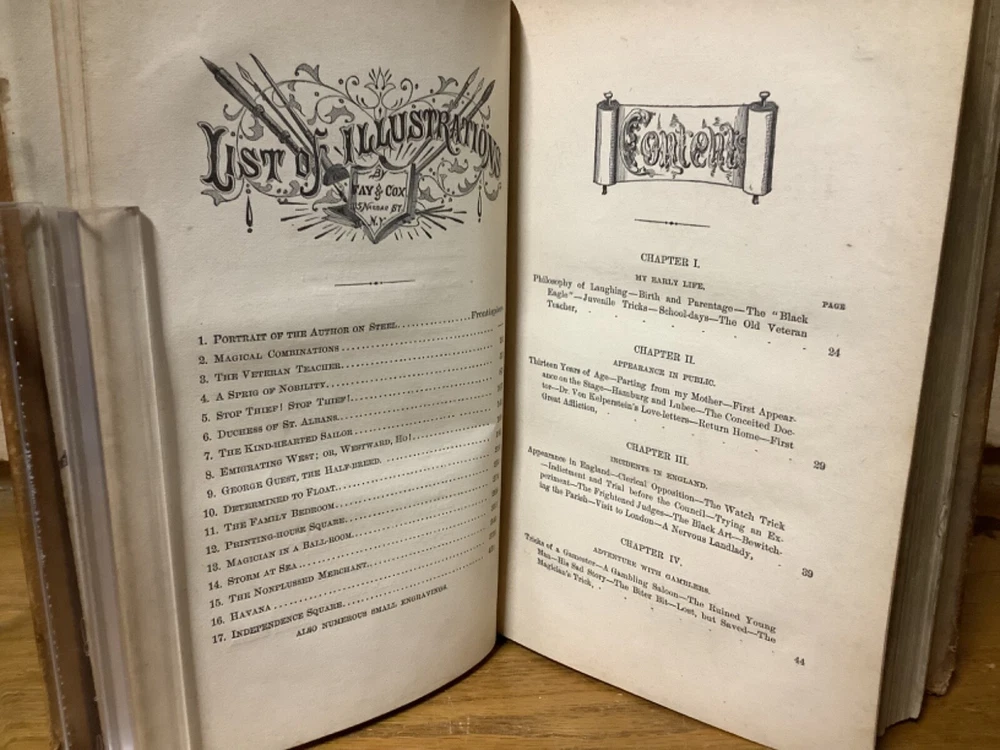 LIST OF ILLUSTRATIONS
BY
FAY & COX
NASSAU ST.
N.Y.
1. PORTRAIT OF THE AUTHOR ON STEEL
2. MAGICAL COMBINATIONS
3. THE VETERAN TEACHER
4. A SPRIG OF NOBILITY
5. STOP THIEF! STOP THIEF!
6. DUCHESS OF ST. ALBANS
7. THE KIND-HEARTED SAILOR
8. EMIGRATING WEST; OR, WESTWARD, HO!
9. GEORGE GUEST, THE HALF-BREED
10. DETERMINED TO FLOAT
11. THE FAMILY BEDROOM
12. PRINTING-HOUSE SQUARE
13. MAGICIAN IN A BALL-ROOM
14. STORM AT SEA
15. THE NONPLUSSED MERCHANT
16. HAVANA
17. INDEPENDENCE SQUARE
ALSO NUMEROUS SMALL ENGRAVINGS
Contents
CHAPTER I.
MY EARLY LIFE,
PAGE
Philosophy of Laughing—Birth and Parentage—The "Black
Eagle"—Juvenile Tricks—School-days—The Old Veteran
Teacher, 24
CHAPTER II.
APPEARANCE IN PUBLIC.
Thirteen Years of Age—Parting from my Mother—First Appear-
ance on the Stage—Hamburg and Lubec—The Conceited Doc-
tor—Dr. Von Kelperstein's Love-letters—Return Home—First
Great Affliction, 29
CHAPTER III.
INCIDENTS IN ENGLAND.
Appearance in England—Clerical Opposition—The Watch Trick
—Indictment and Trial before the Council—Trying an Ex-
periment—The Frightened Judges—The Black Art—Bewitch-
ing the Parish—Visit to London—A Nervous Landlady, 39
CHAPTER IV.
ADVENTURE WITH GAMBLERS.
Tricks of a Gamester—A Gambling Saloon—The Ruined Young
Man—His Sad Story—The Biter Bit—Lost, but Saved—The
Magician's Trick, 44